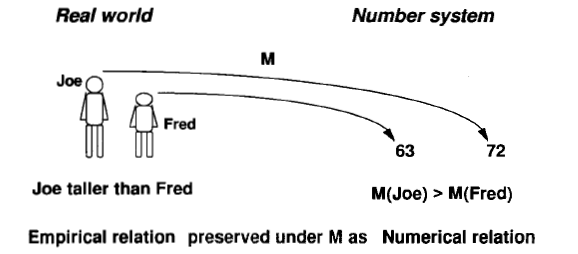 Real world Number system
M
Joe
Fred
63 72
Joe taller than Fred M(Joe) > M(Fred)
Empirical relation preserved under M as Numerical relation